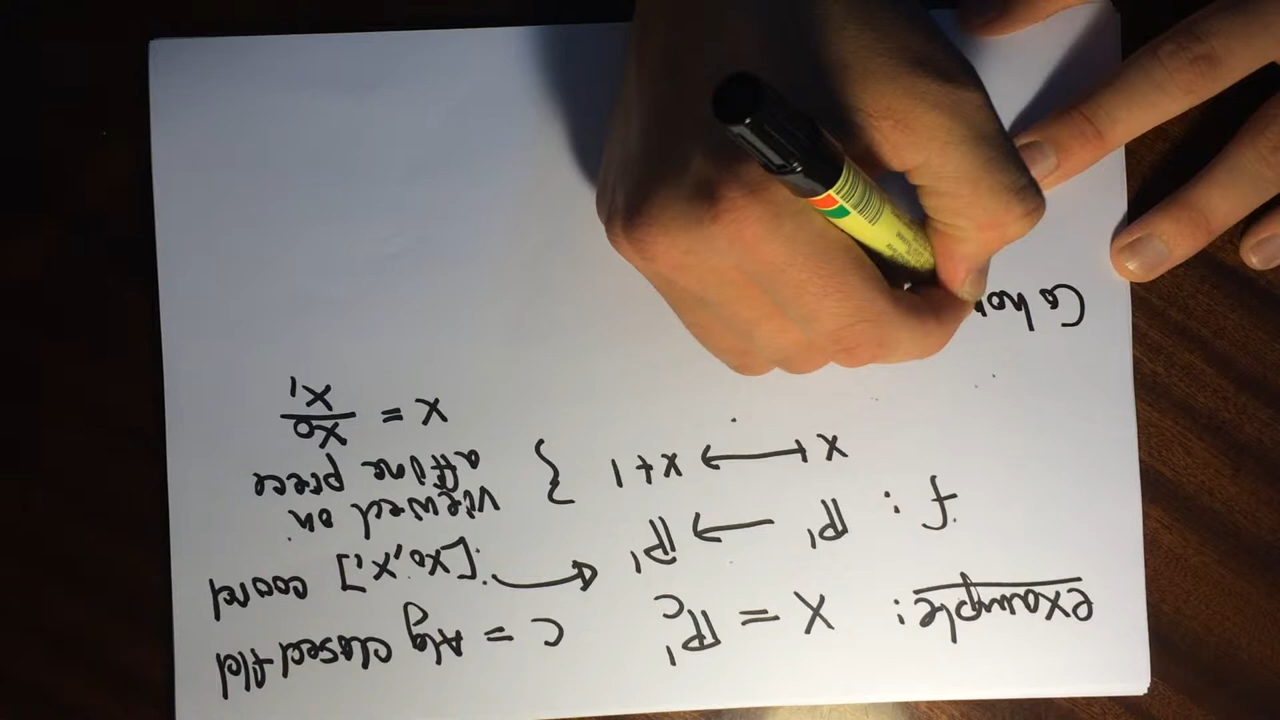 example: X = ℙ¹_C C = Alg closed fld
f: ℙ¹ ⟶ ℙ¹ [x₀, x₁] coord
x ⟼ x+1 } viewed on
affine piece
x = x₀/x₁
Coho